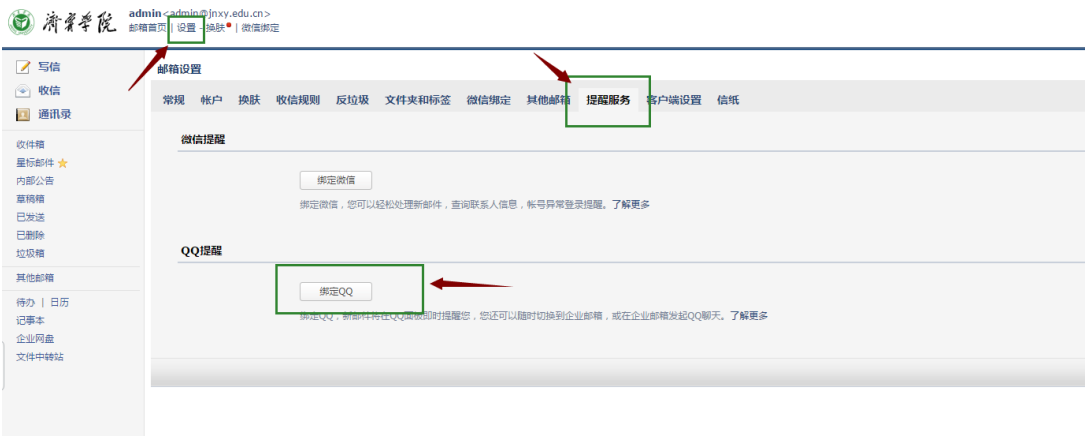 济宁学院
admin<admin@jnxy.edu.cn>
邮箱首页 | 设置 - 换肤 | 微信绑定
写信
收信
通讯录
收件箱
星标邮件
内部公告
草稿箱
已发送
已删除
垃圾箱
其他邮箱
待办 | 日历
记事本
企业网盘
文件中转站
邮箱设置
常规 帐户 换肤 收信规则 反垃圾 文件夹和标签 微信绑定 其他邮箱 提醒服务 客户端设置 信纸
微信提醒
绑定微信
绑定微信，您可以轻松处理新邮件，查询联系人信息，帐号异常登录提醒。了解更多
QQ提醒
绑定QQ
绑定QQ，新邮件将在QQ面板即时提醒您，您还可以随时切换到企业邮箱，或在企业邮箱发起QQ聊天。了解更多